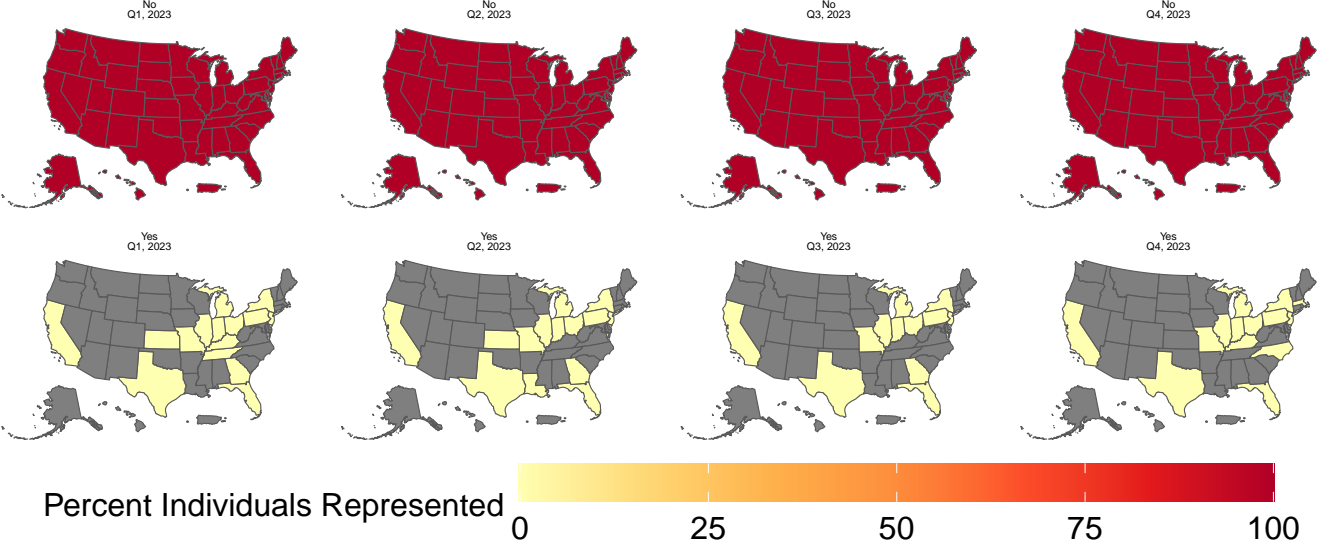 No
Q1, 2023
No
Q2, 2023
No
Q3, 2023
No
Q4, 2023
Yes
Q1, 2023
Yes
Q2, 2023
Yes
Q3, 2023
Yes
Q4, 2023
Percent Individuals Represented
0 25 50 75 100